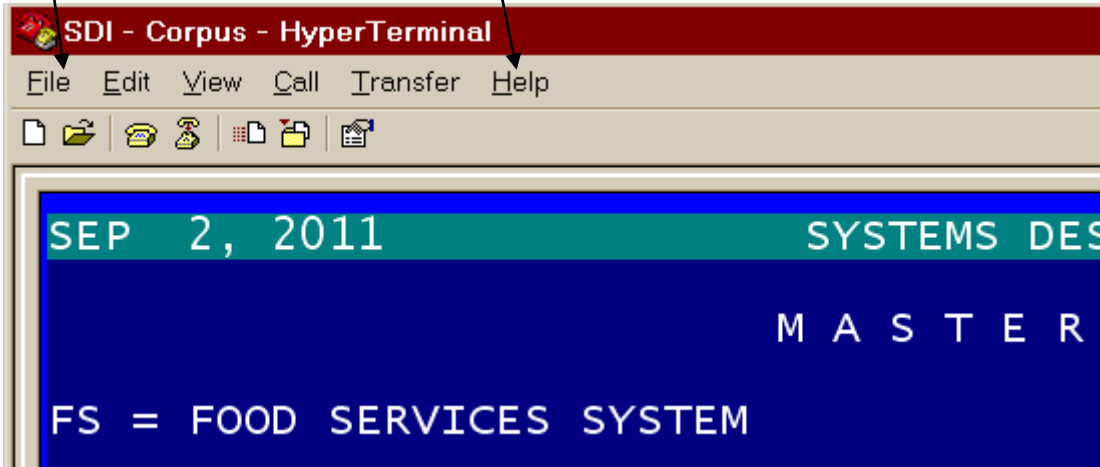 SDI - Corpus - HyperTerminal
File Edit View Call Transfer Help
SEP 2, 2011 SYSTEMS DES
M A S T E R
FS = FOOD SERVICES SYSTEM